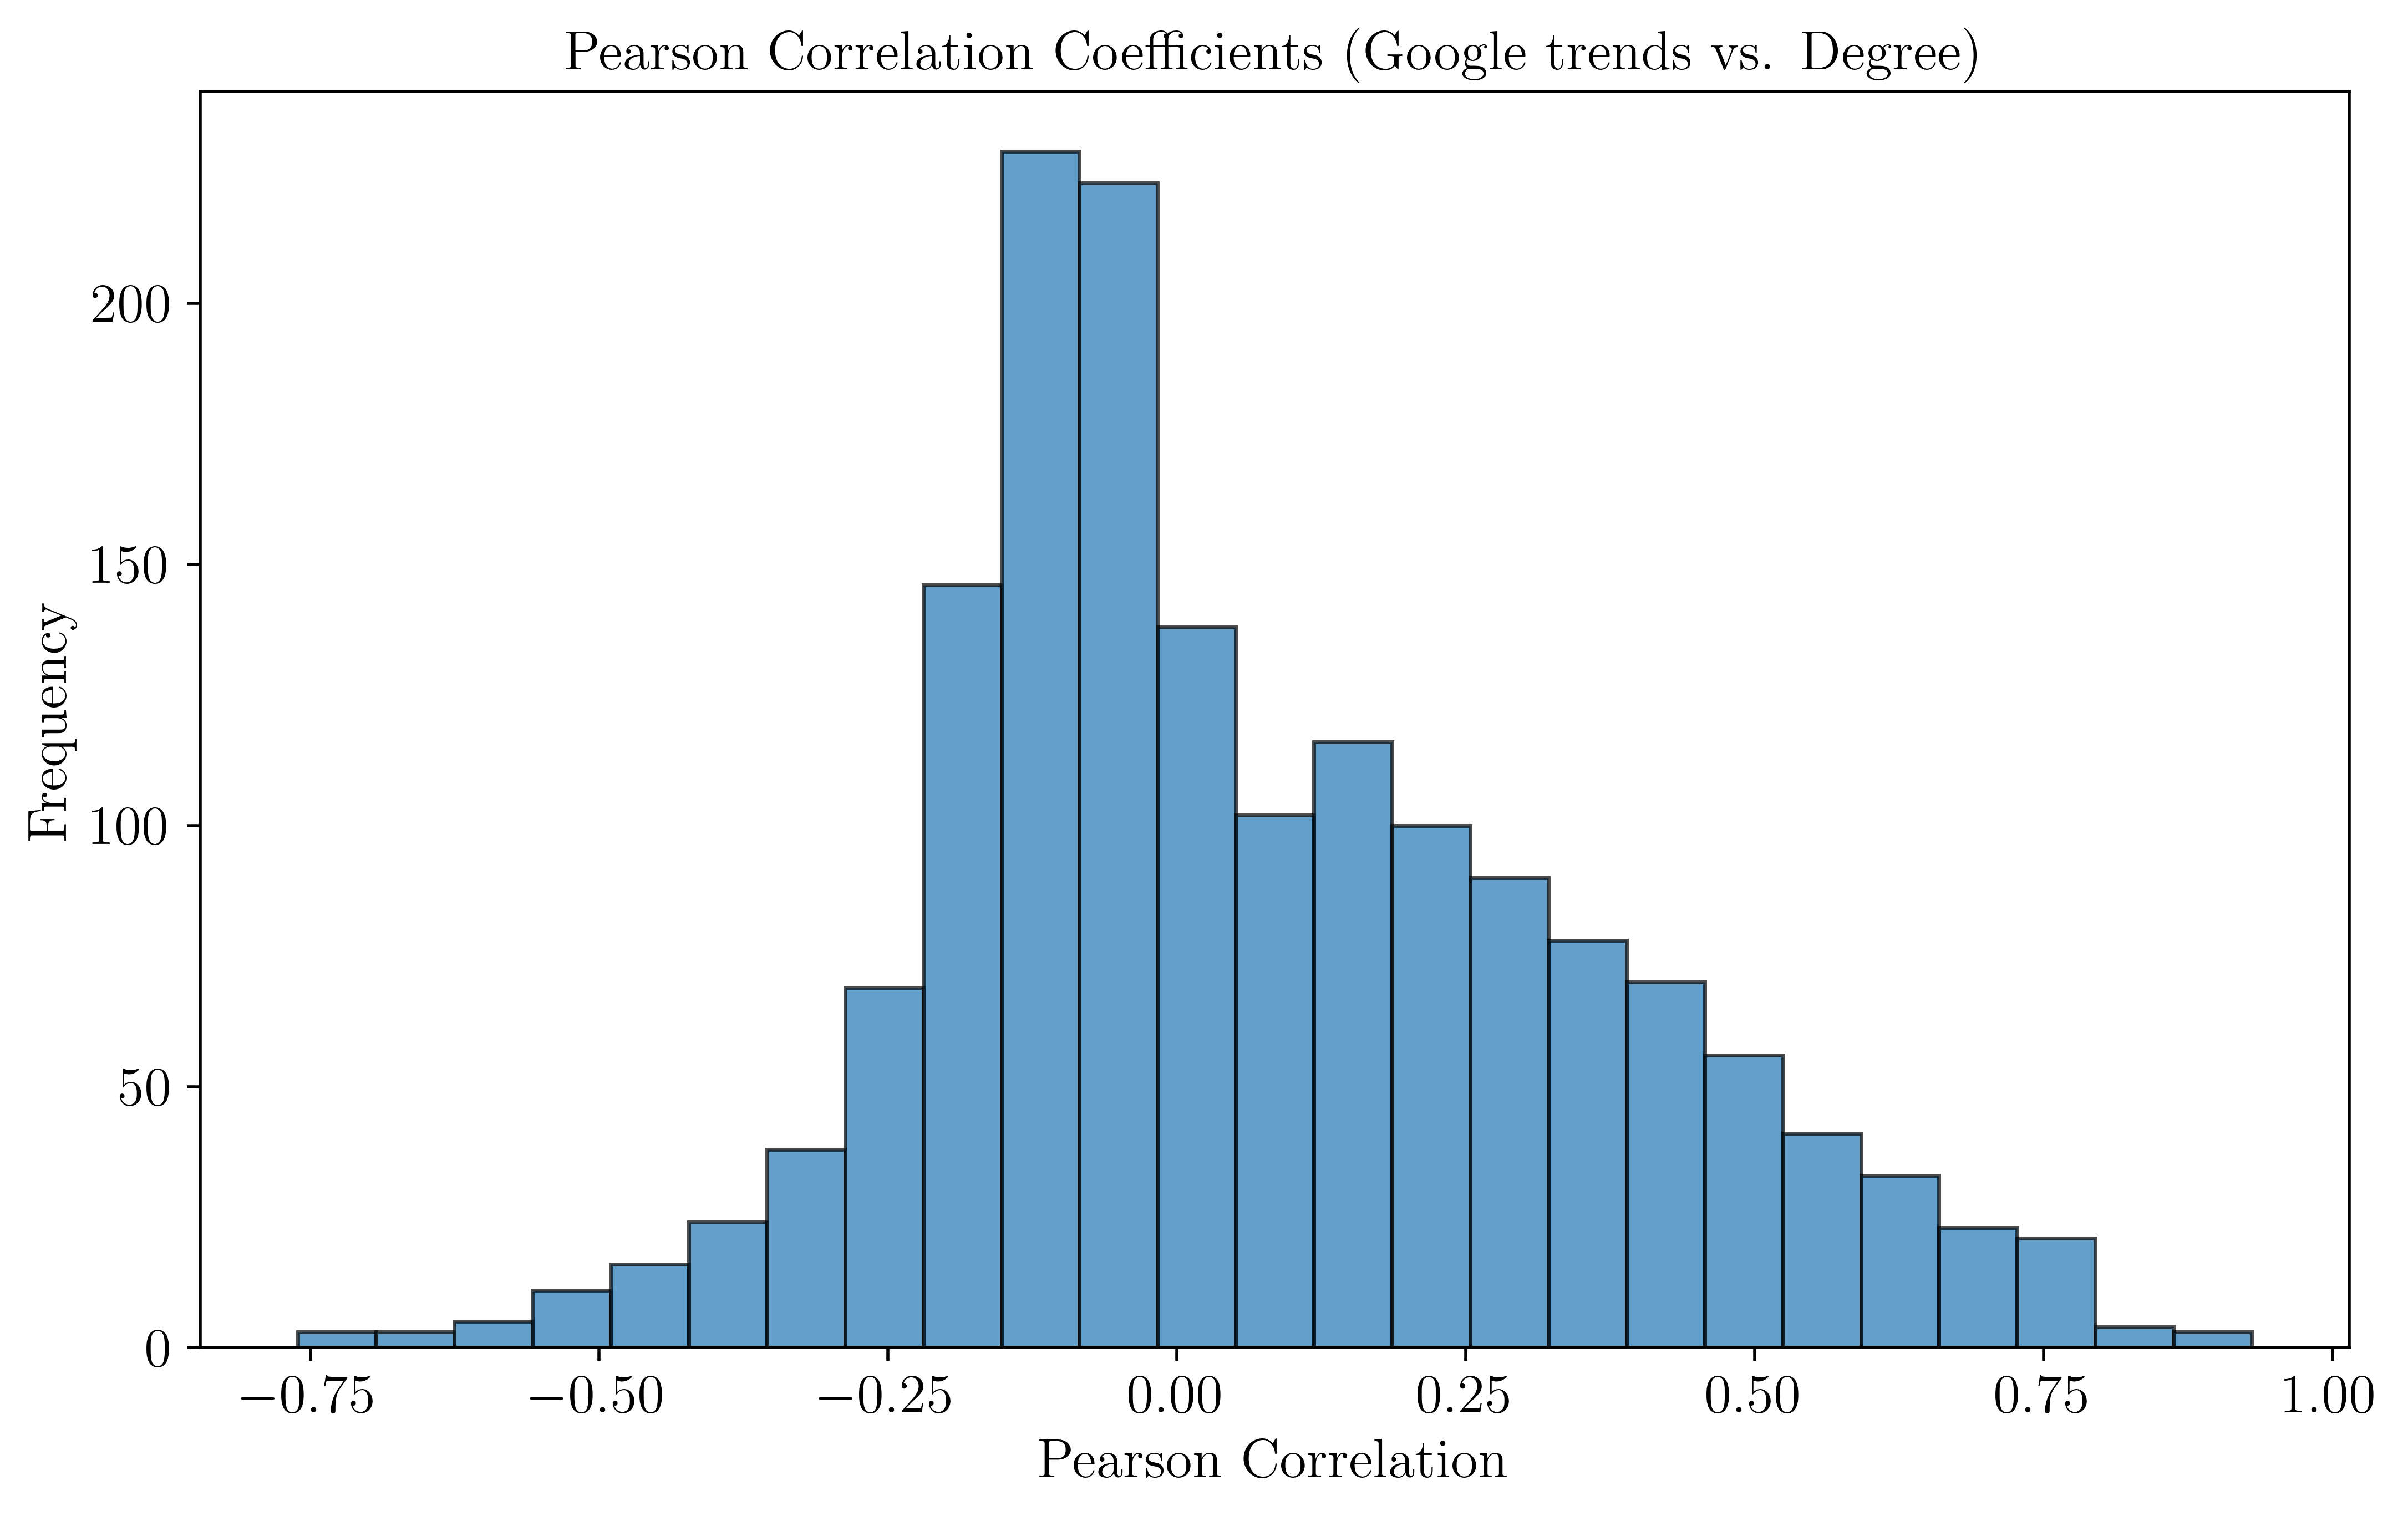 Pearson Correlation Coefficients (Google trends vs. Degree)
Frequency
200
150
100
50
0
−0.75 −0.50 −0.25 0.00 0.25 0.50 0.75 1.00
Pearson Correlation